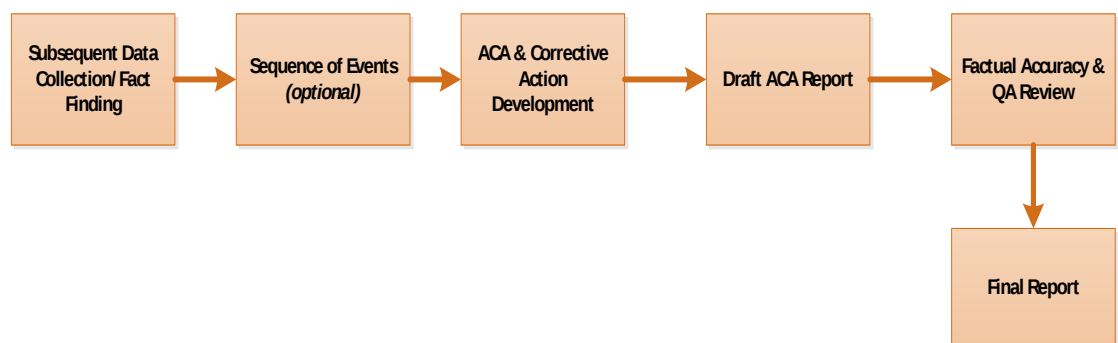 Subsequent Data
Collection/ Fact
Finding
Sequence of Events
(optional)
ACA & Corrective
Action
Development
Draft ACA Report
Factual Accuracy &
QA Review
Final Report